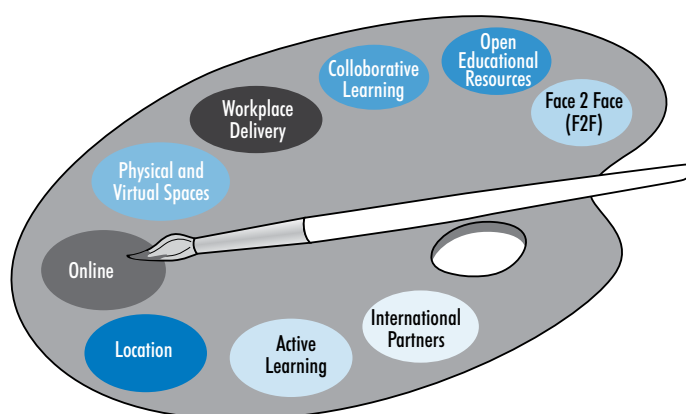 Open
Educational
Resources
Colloborative
Learning
Face 2 Face
(F2F)
Workplace
Delivery
Physical and
Virtual Spaces
Online
International
Partners
Location
Active
Learning